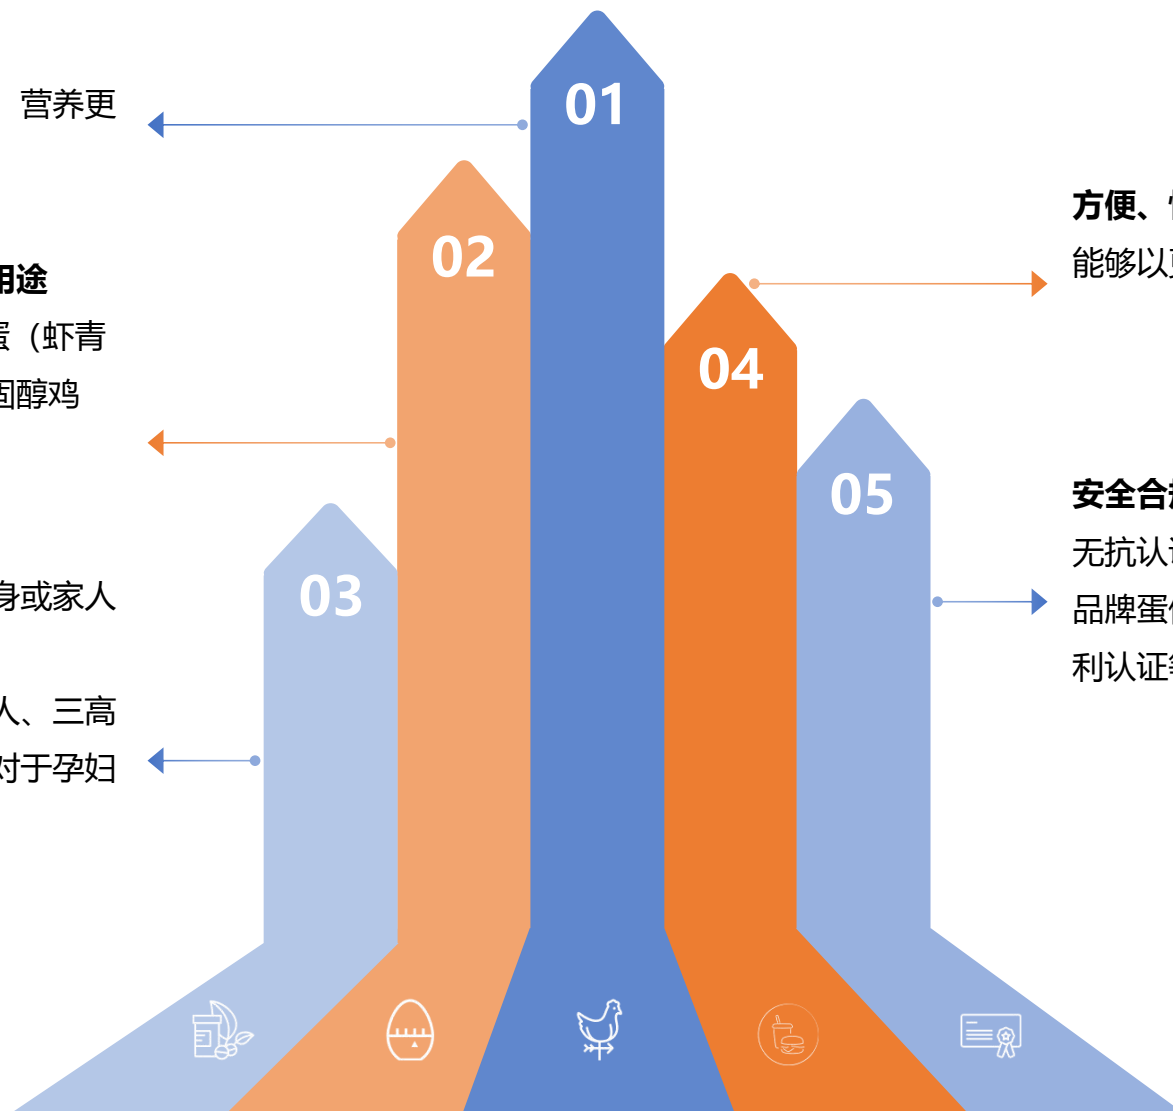 营养更
01
02
用途
蛋（虾青
固醇鸡
03
身或家人
人、三高
对于孕妇
04
方便、
能够以
05
安全合
无抗认
品牌蛋
利认证